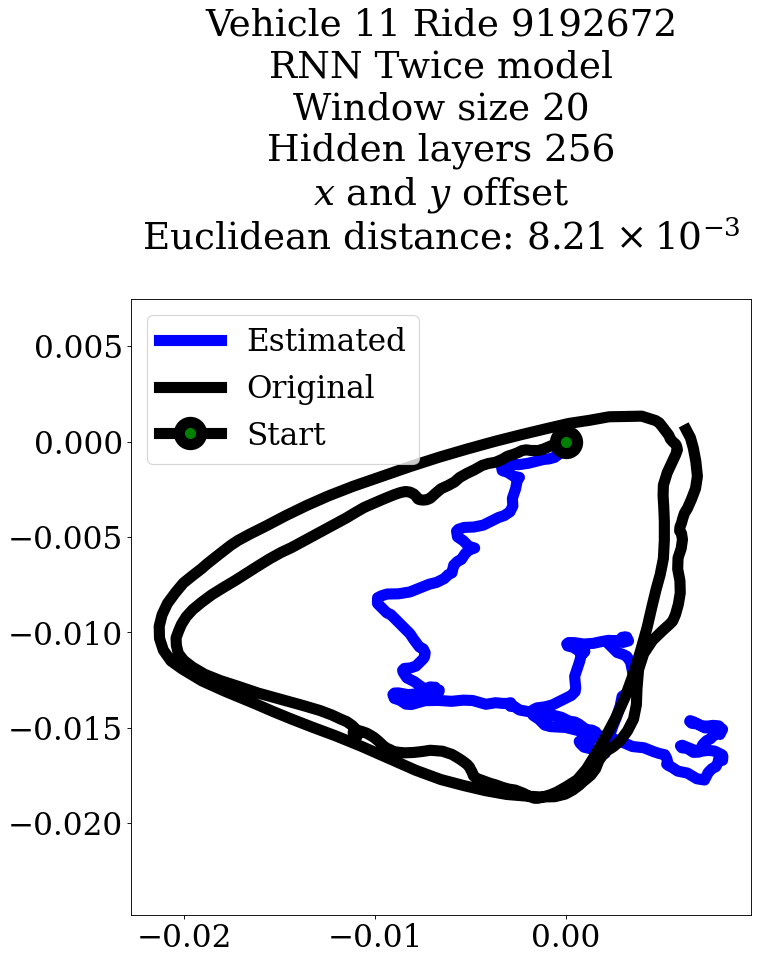 Vehicle 11 Ride 9192672
RNN Twice model
Window size 20
Hidden layers 256
x and y offset
Euclidean distance: 8.21 × 10⁻³
Estimated
Original
Start
0.005
0.000
−0.005
−0.010
−0.015
−0.020
−0.02 −0.01 0.00